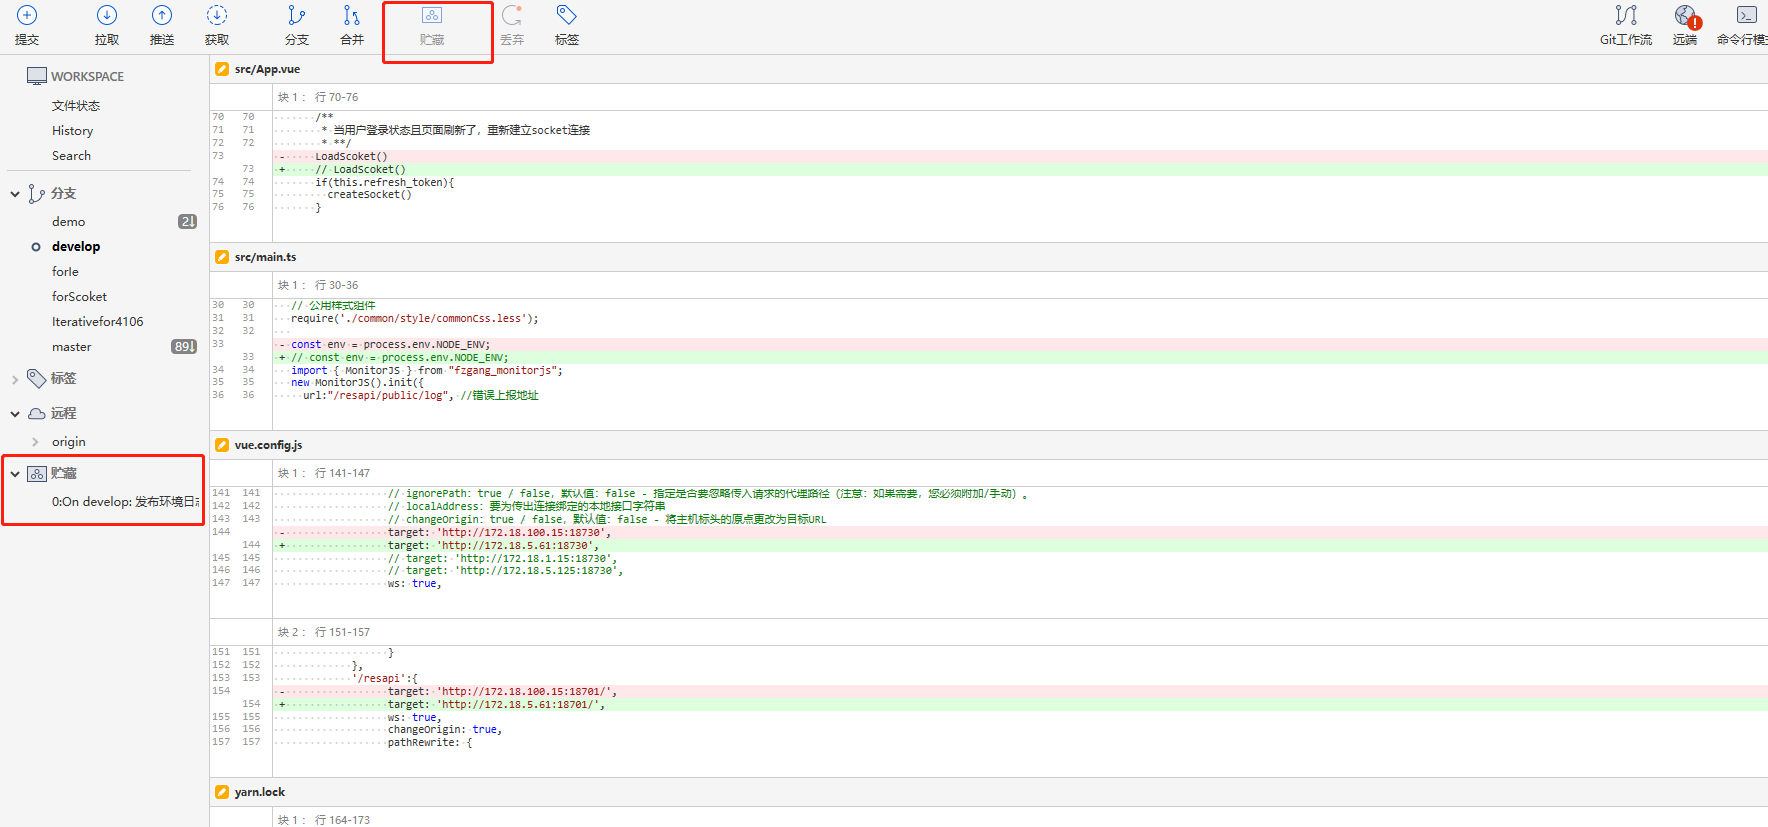 提交 拉取 推送 获取 分支 合并 贮藏 丢弃 标签 Git工作流 远端 命令行模式
WORKSPACE
文件状态
History
Search
分支
demo 2↓
develop
forIe
forScoket
Iterativefor4106
master 89↓
标签
远程
origin
贮藏
0:On develop: 发布环境日
src/App.vue
块 1： 行 70-76
70 70 /**
71 71 * 当用户登录状态且页面刷新了，重新建立socket连接
72 72 * **/
73 - LoadScoket()
73 + // LoadScoket()
74 74 if(this.refresh_token){
75 75 createSocket()
76 76 }
src/main.ts
块 1： 行 30-36
30 30 // 公用样式组件
31 31 require('./common/style/commonCss.less');
32 32
33 - const env = process.env.NODE_ENV;
33 + // const env = process.env.NODE_ENV;
34 34 import { MonitorJS } from "fzgang_monitorjs";
35 35 new MonitorJS().init({
36 36 url:"/resapi/public/log", //错误上报地址
vue.config.js
块 1： 行 141-147
141 141 // ignorePath: true / false，默认值：false - 指定是否要忽略传入请求的代理路径（注意：如果需要，您必须附加/手动）。
142 142 // localAddress：要为传出连接绑定的本地接口字符串
143 143 // changeOrigin：true / false，默认值：false - 将主机标头的原点更改为目标URL
144 - target: 'http://172.18.100.15:18730',
144 + target: 'http://172.18.5.61:18730',
145 145 // target: 'http://172.18.1.15:18730',
146 146 // target: 'http://172.18.5.125:18730',
147 147 ws: true,
块 2： 行 151-157
151 151 }
152 152 },
153 153 '/resapi':{
154 - target: 'http://172.18.100.15:18701/',
154 + target: 'http://172.18.5.61:18701/',
155 155 ws: true,
156 156 changeOrigin: true,
157 157 pathRewrite: {
yarn.lock
块 1： 行 164-173